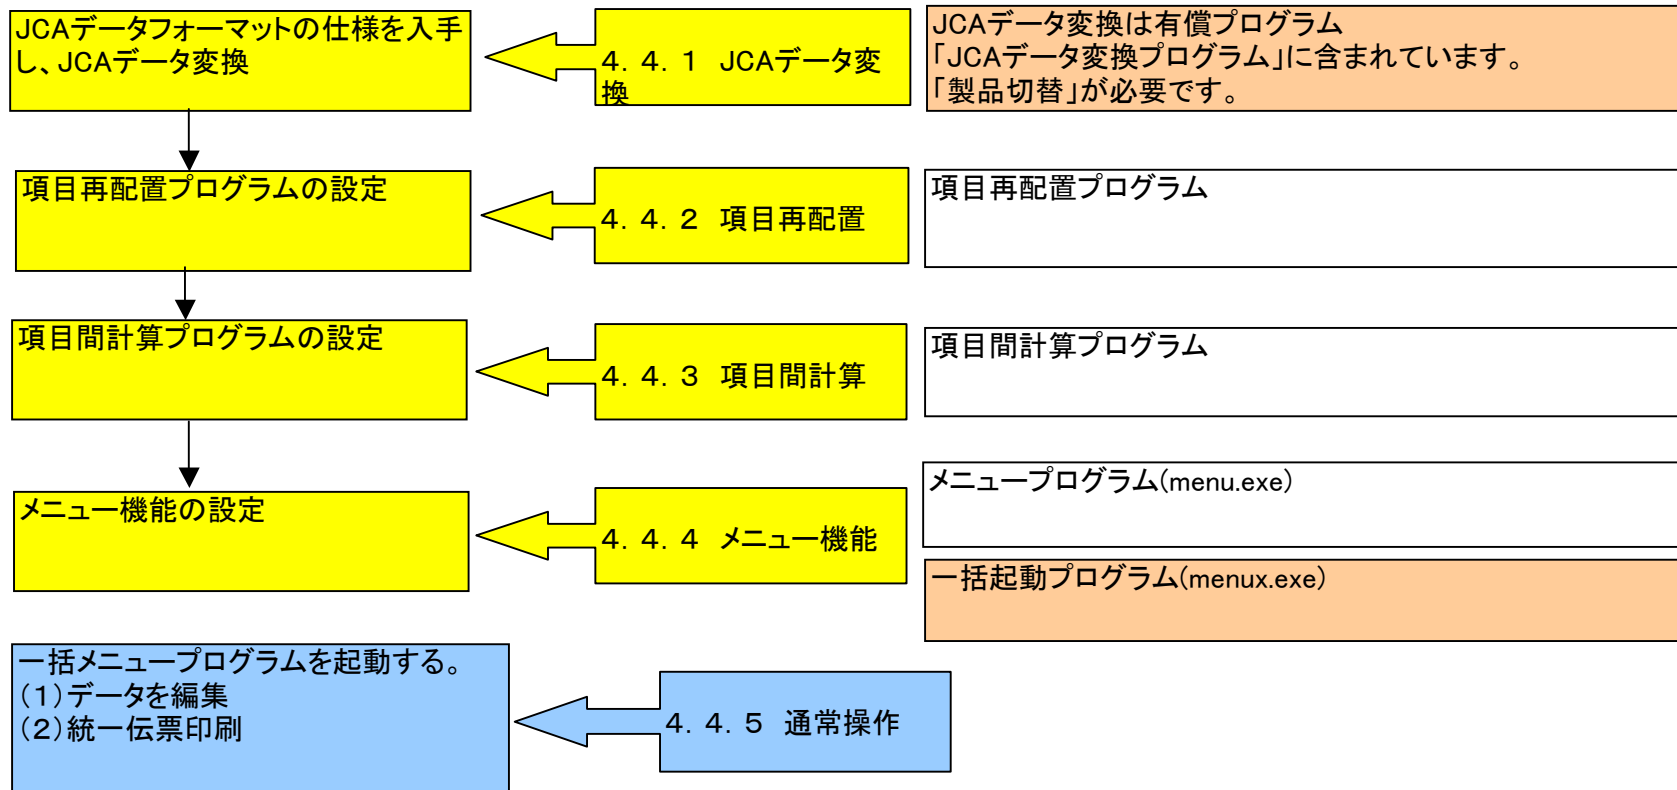 JCAデータフォーマットの仕様を入手
し、JCAデータ変換
4．4．1　JCAデータ変
換
JCAデータ変換は有償プログラム
「JCAデータ変換プログラム」に含まれています。
「製品切替」が必要です。
項目再配置プログラムの設定
4．4．2　項目再配置
項目再配置プログラム
項目間計算プログラムの設定
4．4．3　項目間計算
項目間計算プログラム
メニュー機能の設定
4．4．4　メニュー機能
メニュープログラム(menu.exe)
一括起動プログラム(menux.exe)
一括メニュープログラムを起動する。
（1）データを編集
（2）統一伝票印刷
4．4．5　通常操作